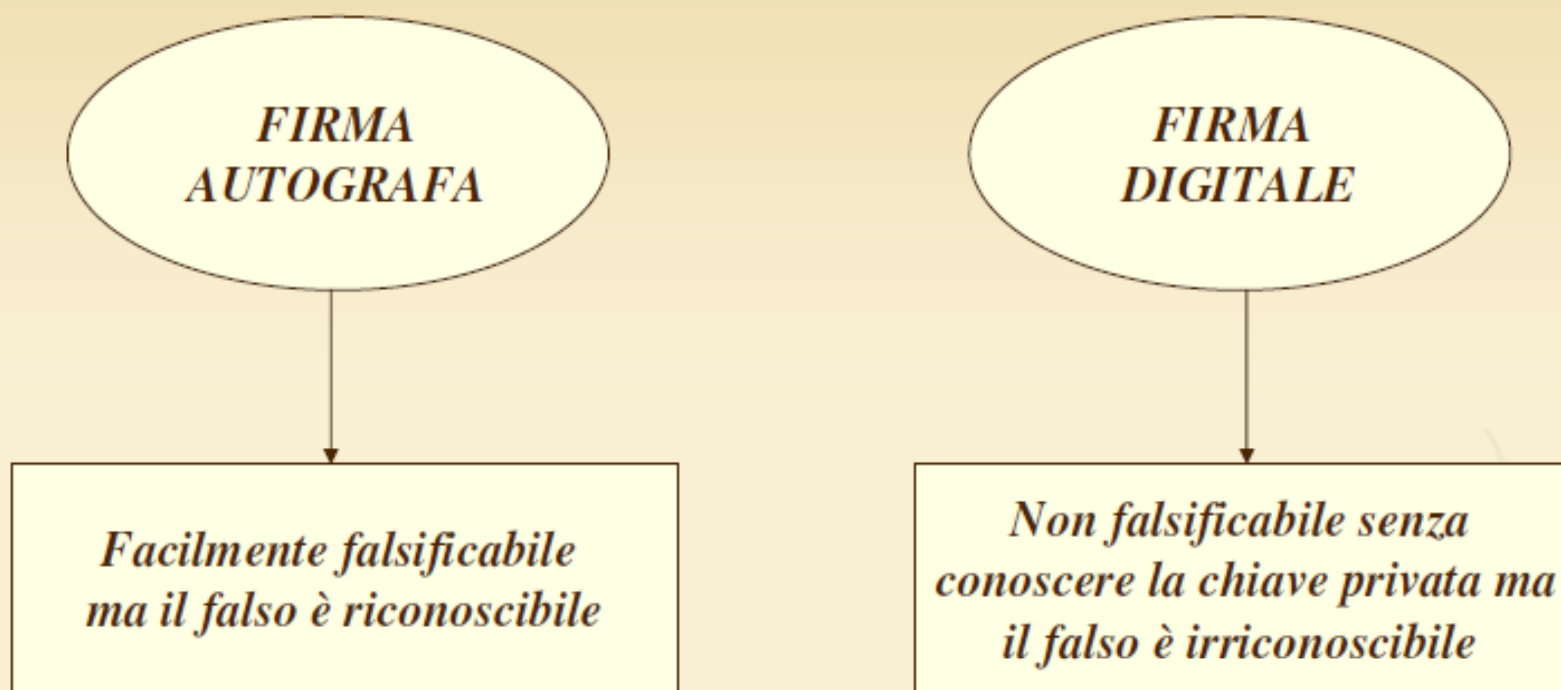 FIRMA
AUTOGRAFA
FIRMA
DIGITALE
Facilmente falsificabile
ma il falso è riconoscibile
Non falsificabile senza
conoscere la chiave privata ma
il falso è irriconoscibile